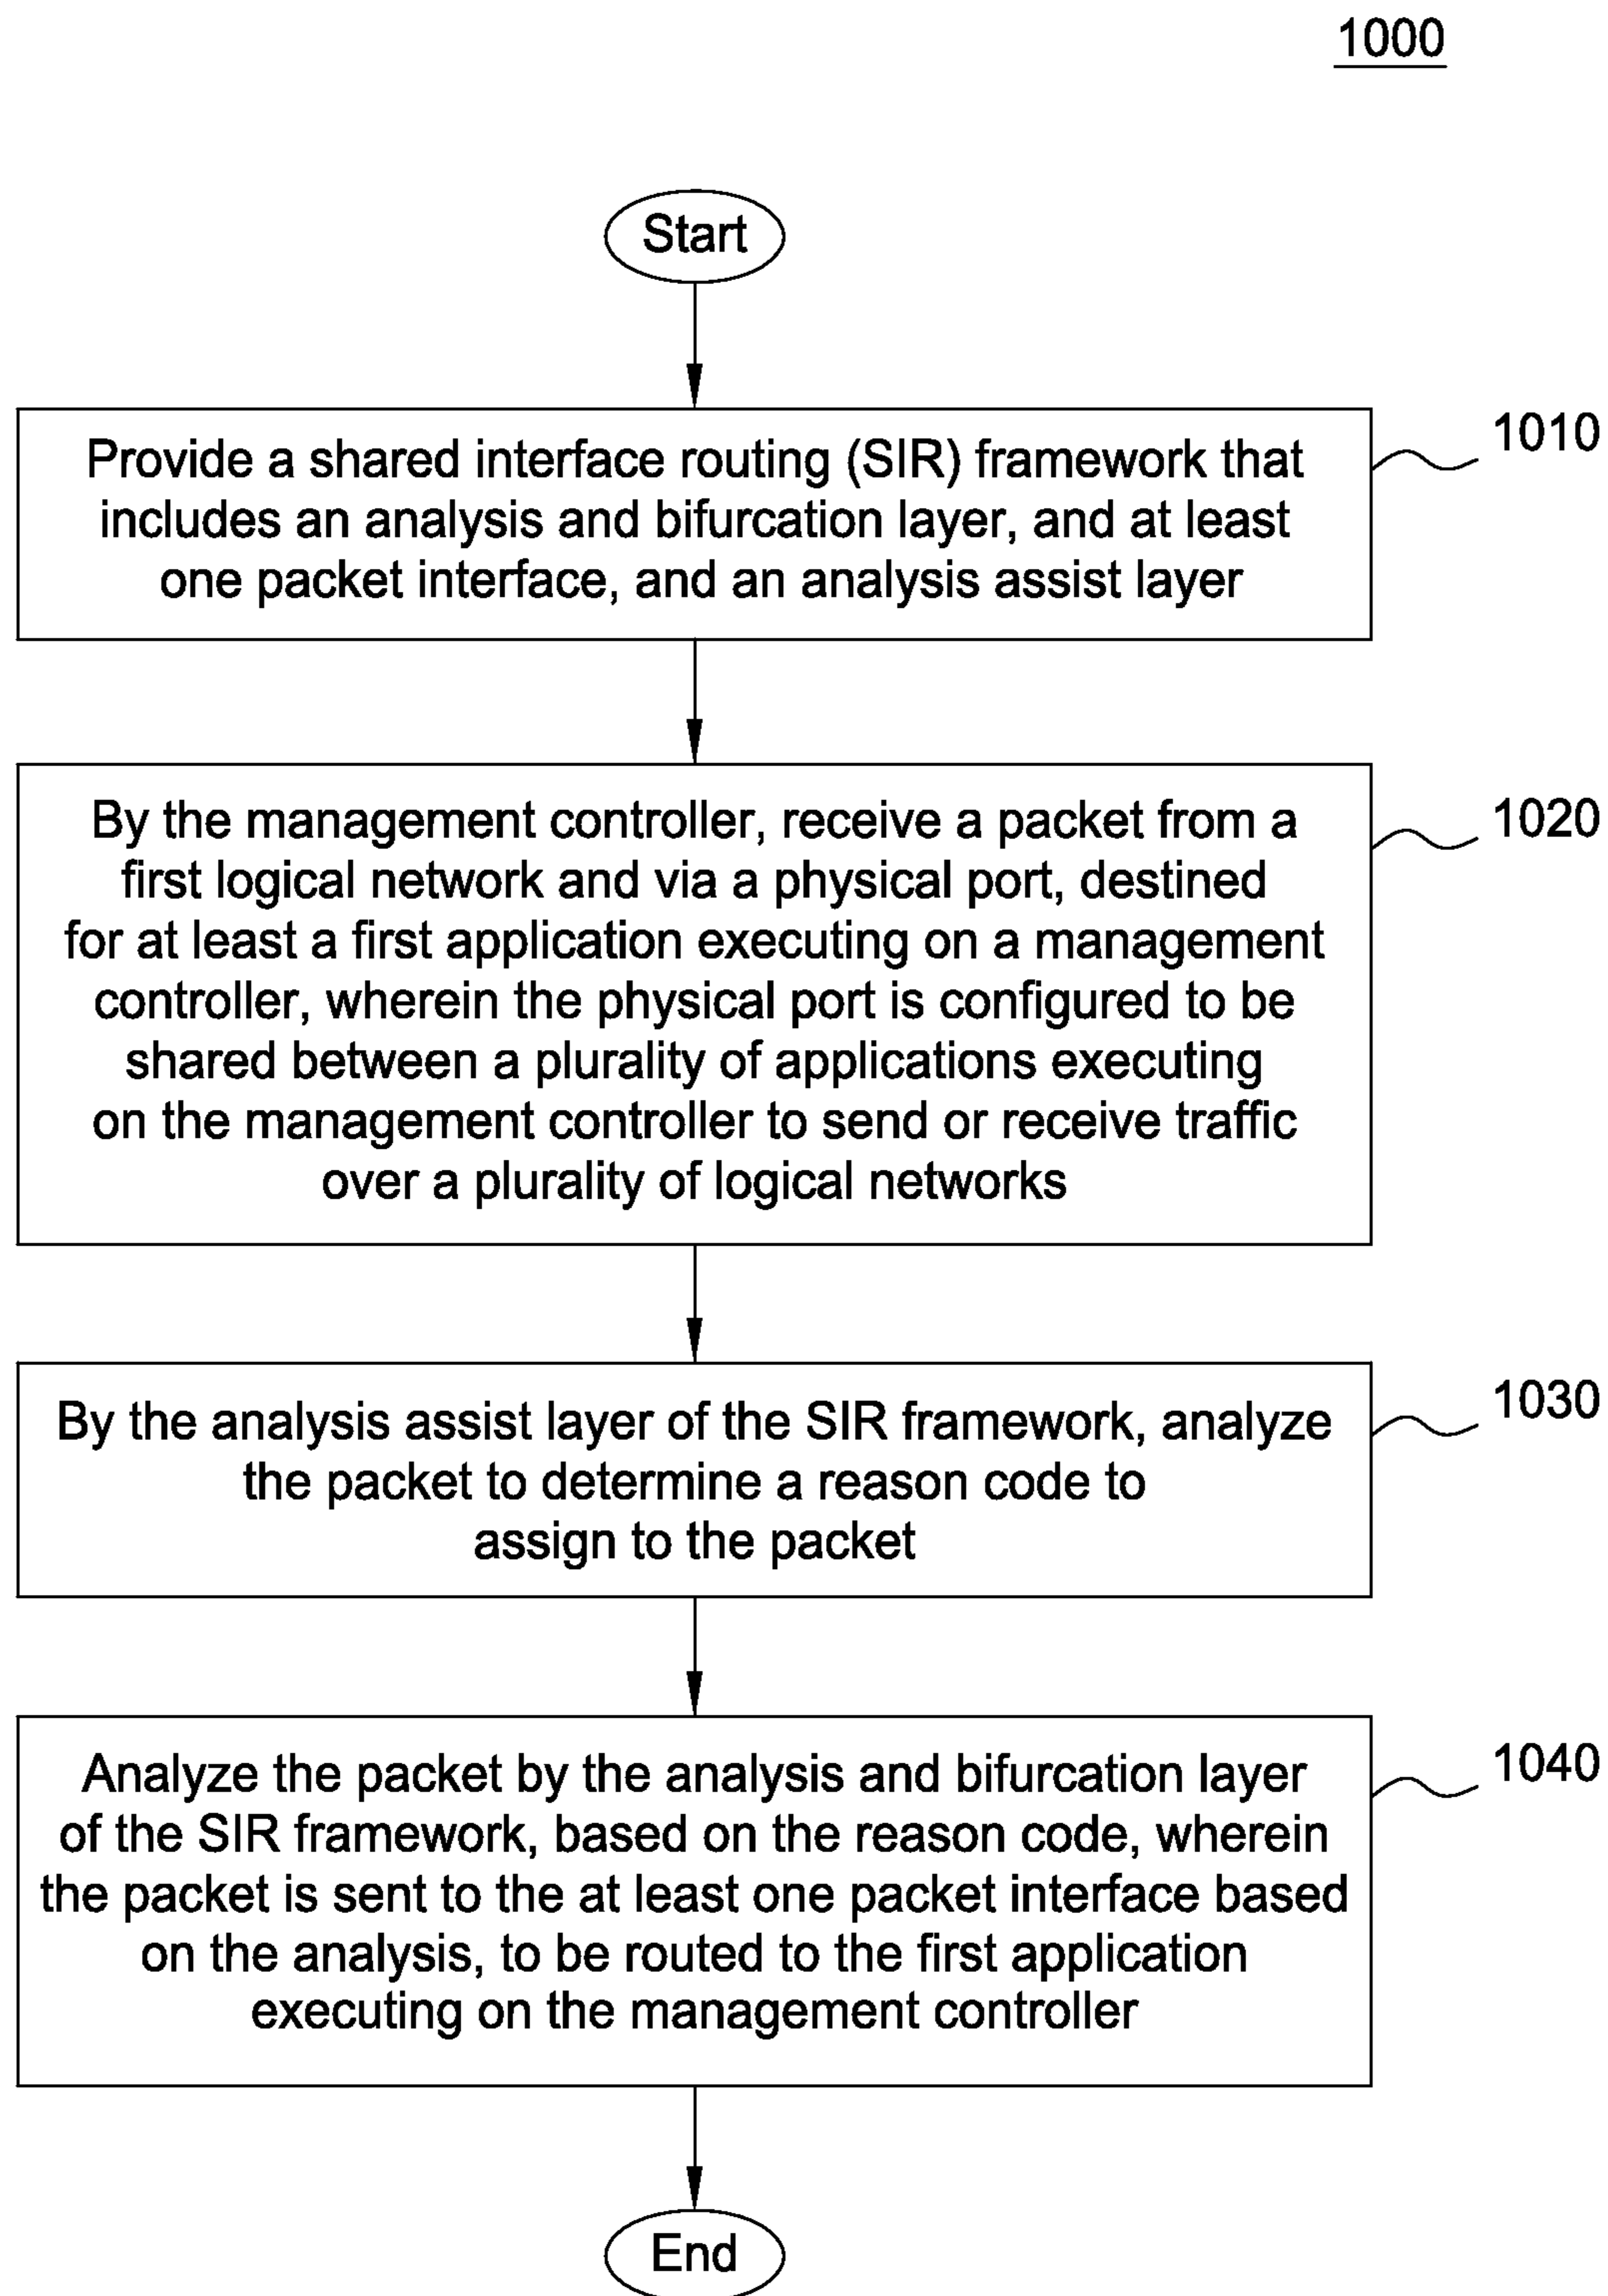 1000
Start
Provide a shared interface routing (SIR) framework that
includes an analysis and bifurcation layer, and at least
one packet interface, and an analysis assist layer
1010
By the management controller, receive a packet from a
first logical network and via a physical port, destined
for at least a first application executing on a management
controller, wherein the physical port is configured to be
shared between a plurality of applications executing
on the management controller to send or receive traffic
over a plurality of logical networks
1020
By the analysis assist layer of the SIR framework, analyze
the packet to determine a reason code to
assign to the packet
1030
Analyze the packet by the analysis and bifurcation layer
of the SIR framework, based on the reason code, wherein
the packet is sent to the at least one packet interface based
on the analysis, to be routed to the first application
executing on the management controller
1040
End